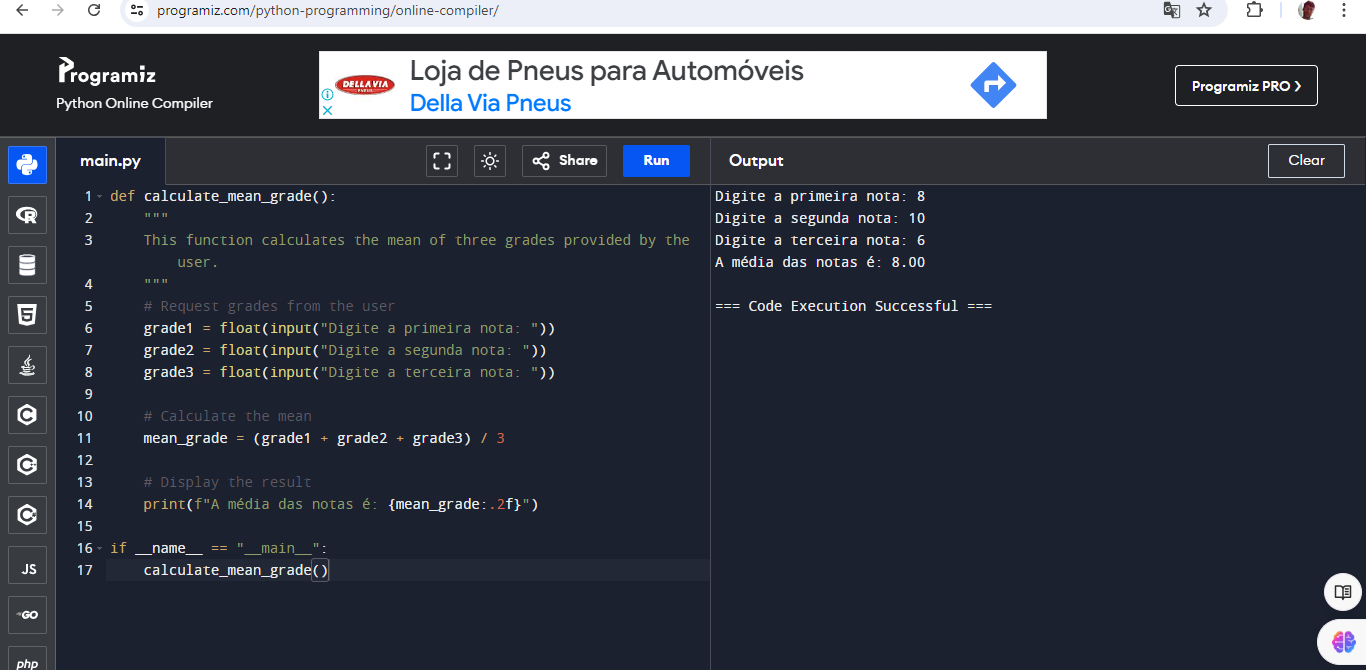 programiz.com/python-programming/online-compiler/
Programiz
Python Online Compiler
DELLAVIA
PNEUS
Loja de Pneus para Automóveis
Della Via Pneus
Programiz PRO ❯
main.py
Share
Run
Output
Clear
1 def calculate_mean_grade():
2 """
3 This function calculates the mean of three grades provided by the
user.
4 """
5 # Request grades from the user
6 grade1 = float(input("Digite a primeira nota: "))
7 grade2 = float(input("Digite a segunda nota: "))
8 grade3 = float(input("Digite a terceira nota: "))
9
10 # Calculate the mean
11 mean_grade = (grade1 + grade2 + grade3) / 3
12
13 # Display the result
14 print(f"A média das notas é: {mean_grade:.2f}")
15
16 if __name__ == "__main__":
17 calculate_mean_grade()
Digite a primeira nota: 8
Digite a segunda nota: 10
Digite a terceira nota: 6
A média das notas é: 8.00
=== Code Execution Successful ===
R
5
C
C
C
JS
GO
php